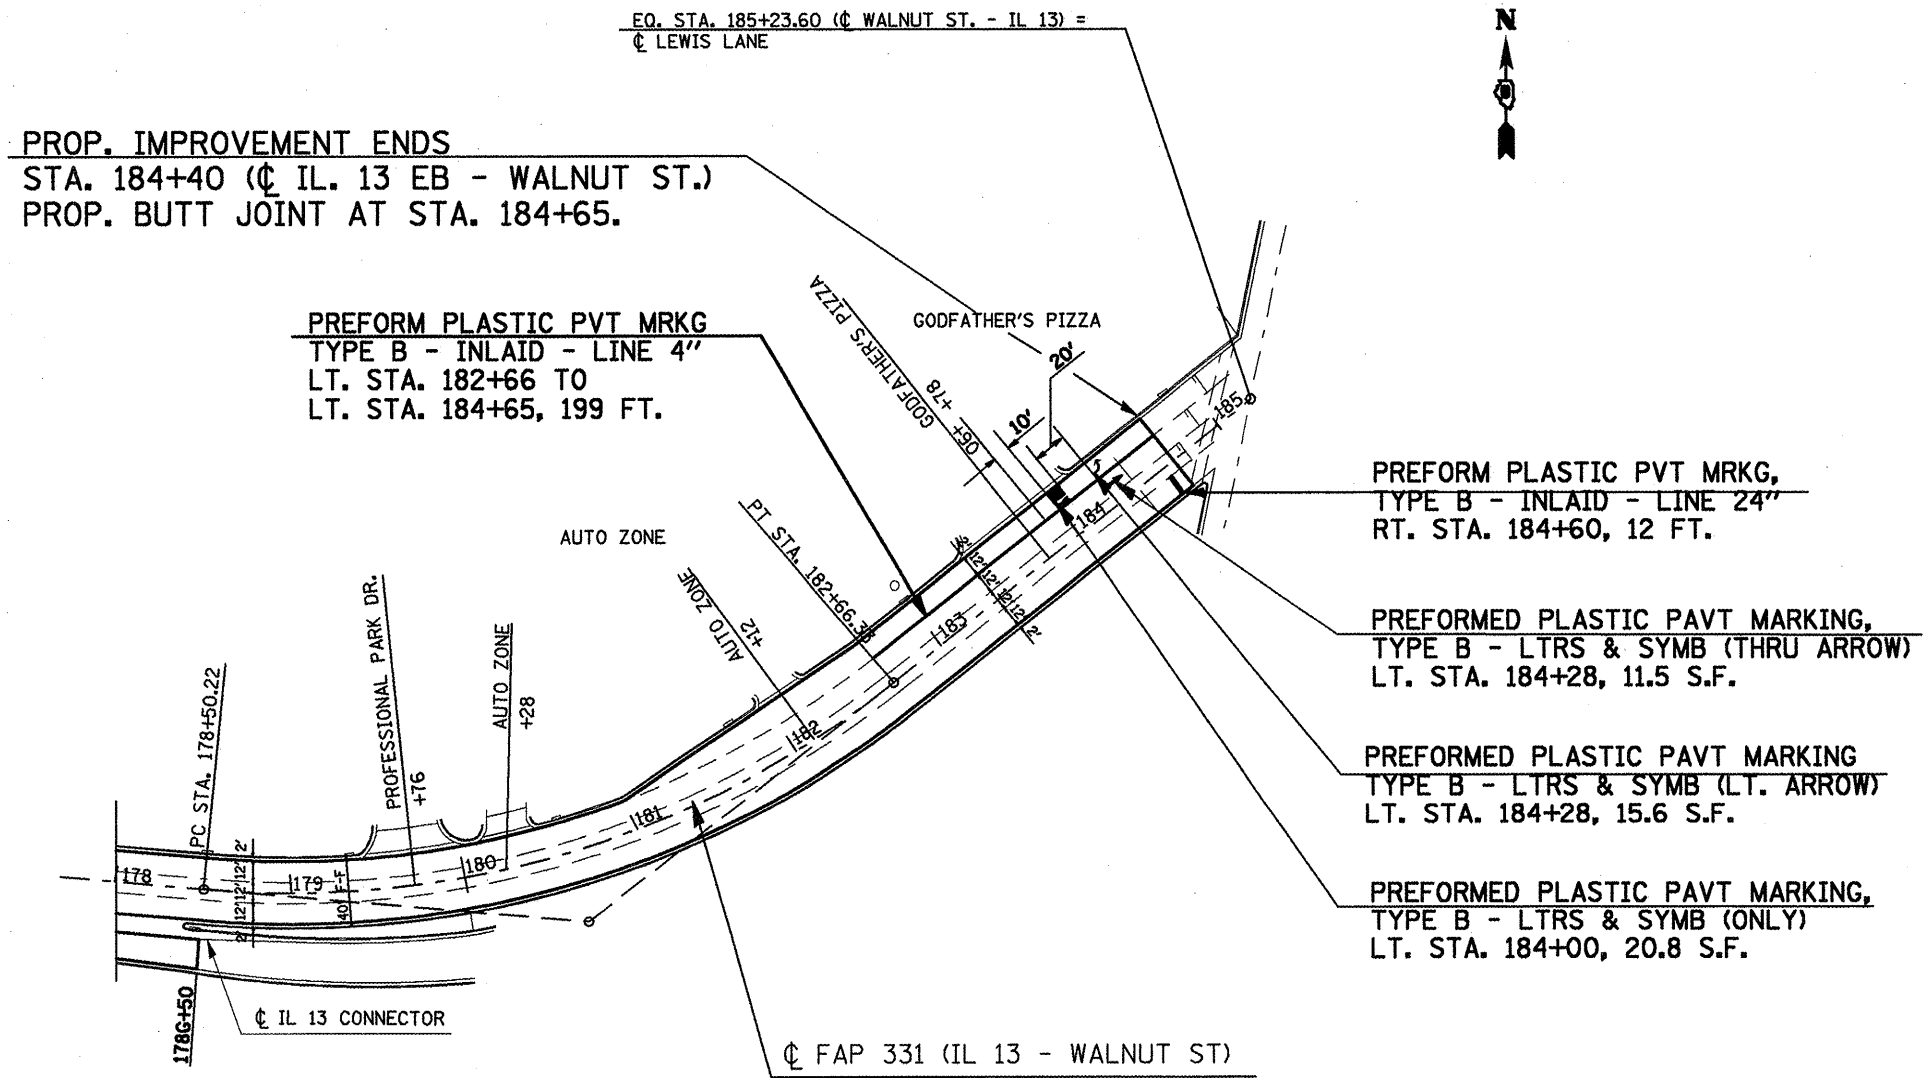 EQ. STA. 185+23.60 (℄ WALNUT ST. - IL 13) =
℄ LEWIS LANE
N
PROP. IMPROVEMENT ENDS
STA. 184+40 (℄ IL. 13 EB - WALNUT ST.)
PROP. BUTT JOINT AT STA. 184+65.
PREFORM PLASTIC PVT MRKG
TYPE B - INLAID - LINE 4"
LT. STA. 182+66 TO
LT. STA. 184+65, 199 FT.
GODFATHER'S PIZZA
GODFATHER'S PIZZA
+78
+90
10'
20'
185
184
183
182
181
180
179
178
PREFORM PLASTIC PVT MRKG,
TYPE B - INLAID - LINE 24"
RT. STA. 184+60, 12 FT.
PREFORMED PLASTIC PAVT MARKING,
TYPE B - LTRS & SYMB (THRU ARROW)
LT. STA. 184+28, 11.5 S.F.
PREFORMED PLASTIC PAVT MARKING
TYPE B - LTRS & SYMB (LT. ARROW)
LT. STA. 184+28, 15.6 S.F.
PREFORMED PLASTIC PAVT MARKING,
TYPE B - LTRS & SYMB (ONLY)
LT. STA. 184+00, 20.8 S.F.
AUTO ZONE
PT STA. 182+66.
AUTO ZONE
+12
2' 12' 12' 12' 12' 2'
AUTO ZONE
+28
PROFESSIONAL PARK DR.
+76
PC STA. 178+50.22
2' 12' 12' 12' 12' 2'
40' F-F
178G+50
℄ IL 13 CONNECTOR
℄ FAP 331 (IL 13 - WALNUT ST)